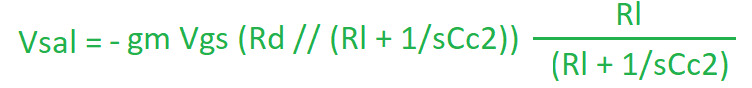 Vsal = - gm Vgs (Rd // (Rl + 1/sCc2)) Rl
(Rl + 1/sCc2)